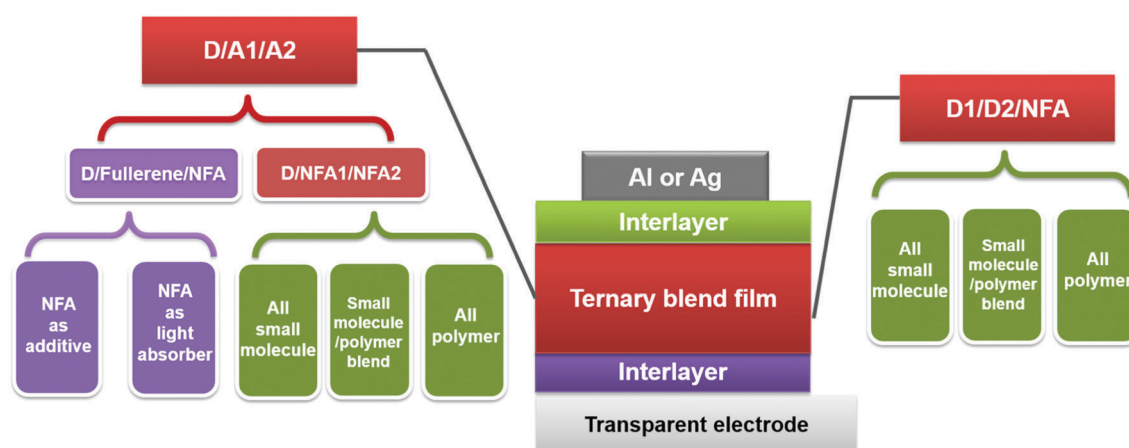 D/A1/A2
D/Fullerene/NFA
D/NFA1/NFA2
NFA
as
additive
NFA
as
light
absorber
All
small
molecule
Small
molecule
/polymer
blend
All
polymer
Al or Ag
Interlayer
Ternary blend film
Interlayer
Transparent electrode
D1/D2/NFA
All
small
molecule
Small
molecule
/polymer
blend
All
polymer